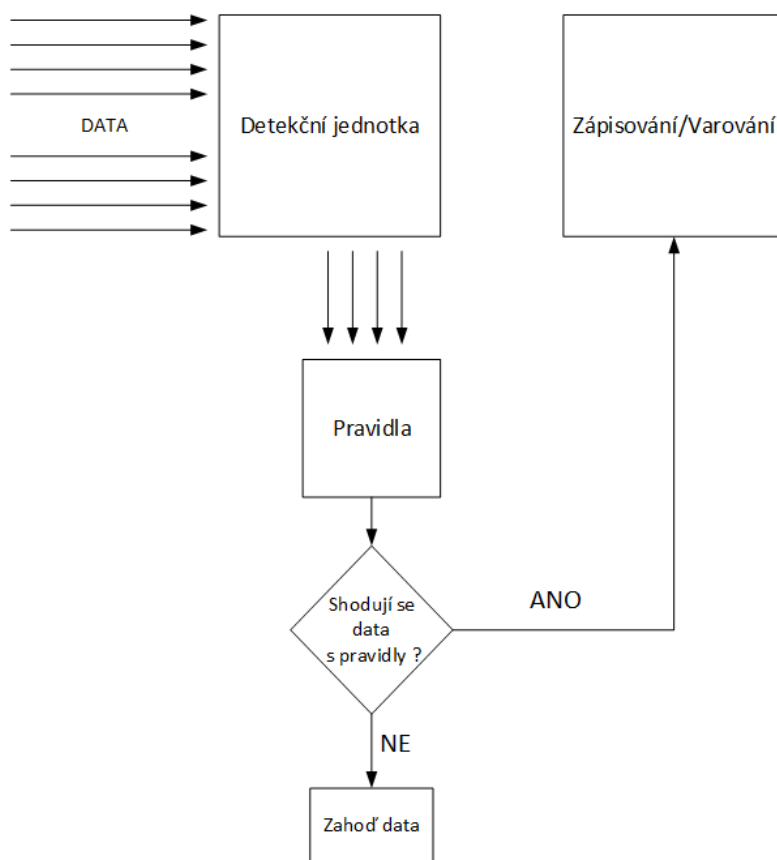 DATA
Detekční jednotka
Zápisování/Varování
Pravidla
Shodují se
data
s pravidly ?
ANO
NE
Zahoď data